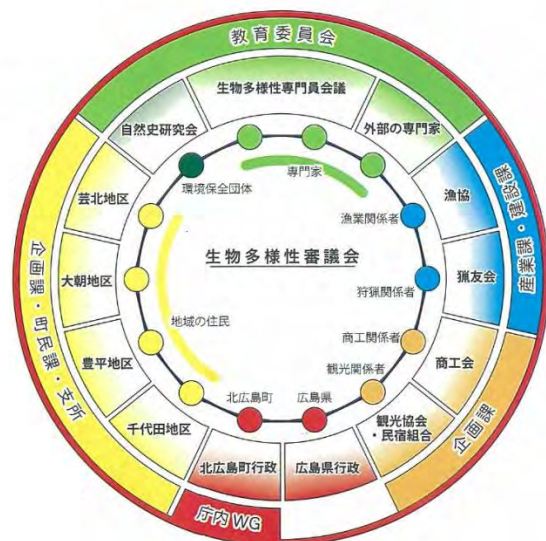 教育委員会
生物多様性専門員会議
自然史研究会
外部の専門家
環境保全団体
専門家
芸北地区
漁協
漁業関係者
産業課・建設課
生物多様性審議会
企画課・町民課・支所
大朝地区
猟友会
狩猟関係者
地域の住民
商工関係者
豊平地区
観光関係者
商工会
北広島町
広島県
千代田地区
観光協会
・民宿組合
企画課
北広島町行政
広島県行政
庁内WG